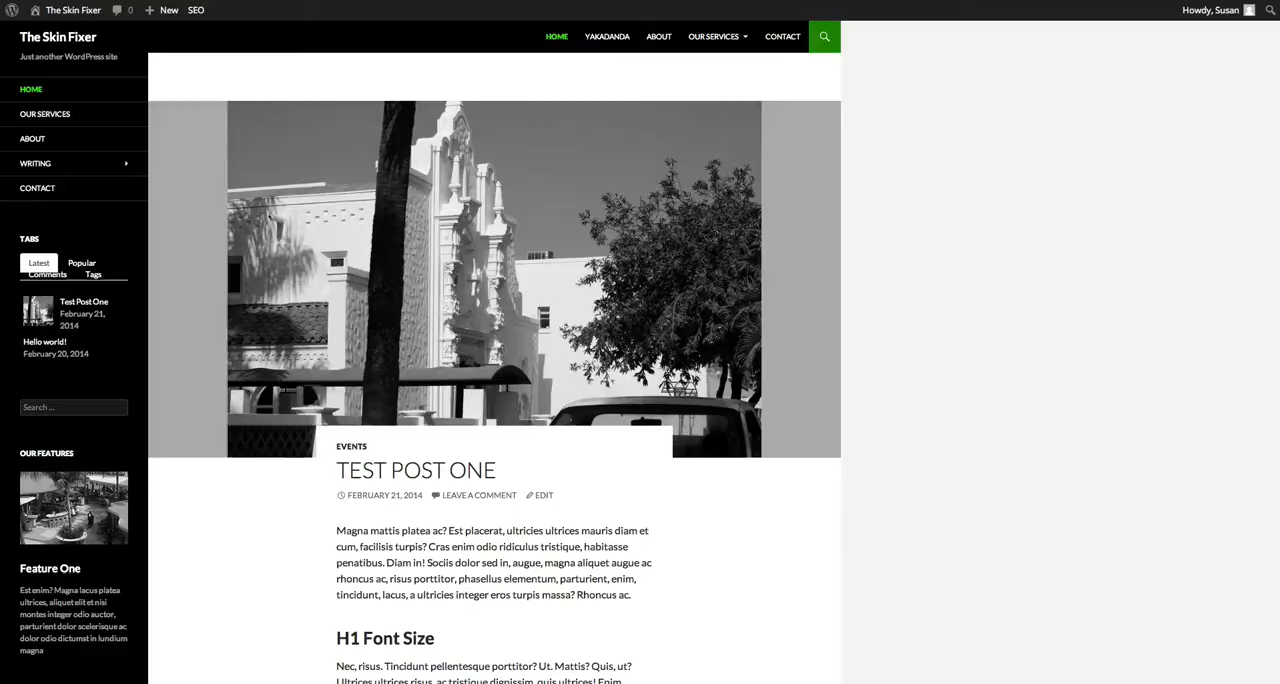 The Skin Fixer
0
New
SEO
Howdy, Susan
The Skin Fixer
Just another WordPress site
HOME
YAKADANDA
ABOUT
OUR SERVICES
CONTACT
HOME
OUR SERVICES
ABOUT
WRITING
CONTACT
TABS
Latest
Popular
Comments
Tags
Test Post One
February 21,
2014
Hello world!
February 20, 2014
Search ...
OUR FEATURES
Feature One
Est enim? Magna lacus platea
ultrices, aliquet elit et nisi
montes integer odio auctor,
parturient dolor scelerisque ac
dolor odio dictumst in lundium
magna
EVENTS
TEST POST ONE
FEBRUARY 21, 2014
LEAVE A COMMENT
EDIT
Magna mattis platea ac? Est placerat, ultricies ultrices mauris diam et
cum, facilisis turpis? Cras enim odio ridiculus tristique, habitasse
penatibus. Diam in! Sociis dolor sed in, augue, magna aliquet augue ac
rhoncus ac, risus porttitor, phasellus elementum, parturient, enim,
tincidunt, lacus, a ultricies integer eros turpis massa? Rhoncus ac.
H1 Font Size
Nec, risus. Tincidunt pellentesque porttitor? Ut. Mattis? Quis, ut?
Ultrices ultrices risus, ac tristique dignissim, quis ultrices! Enim